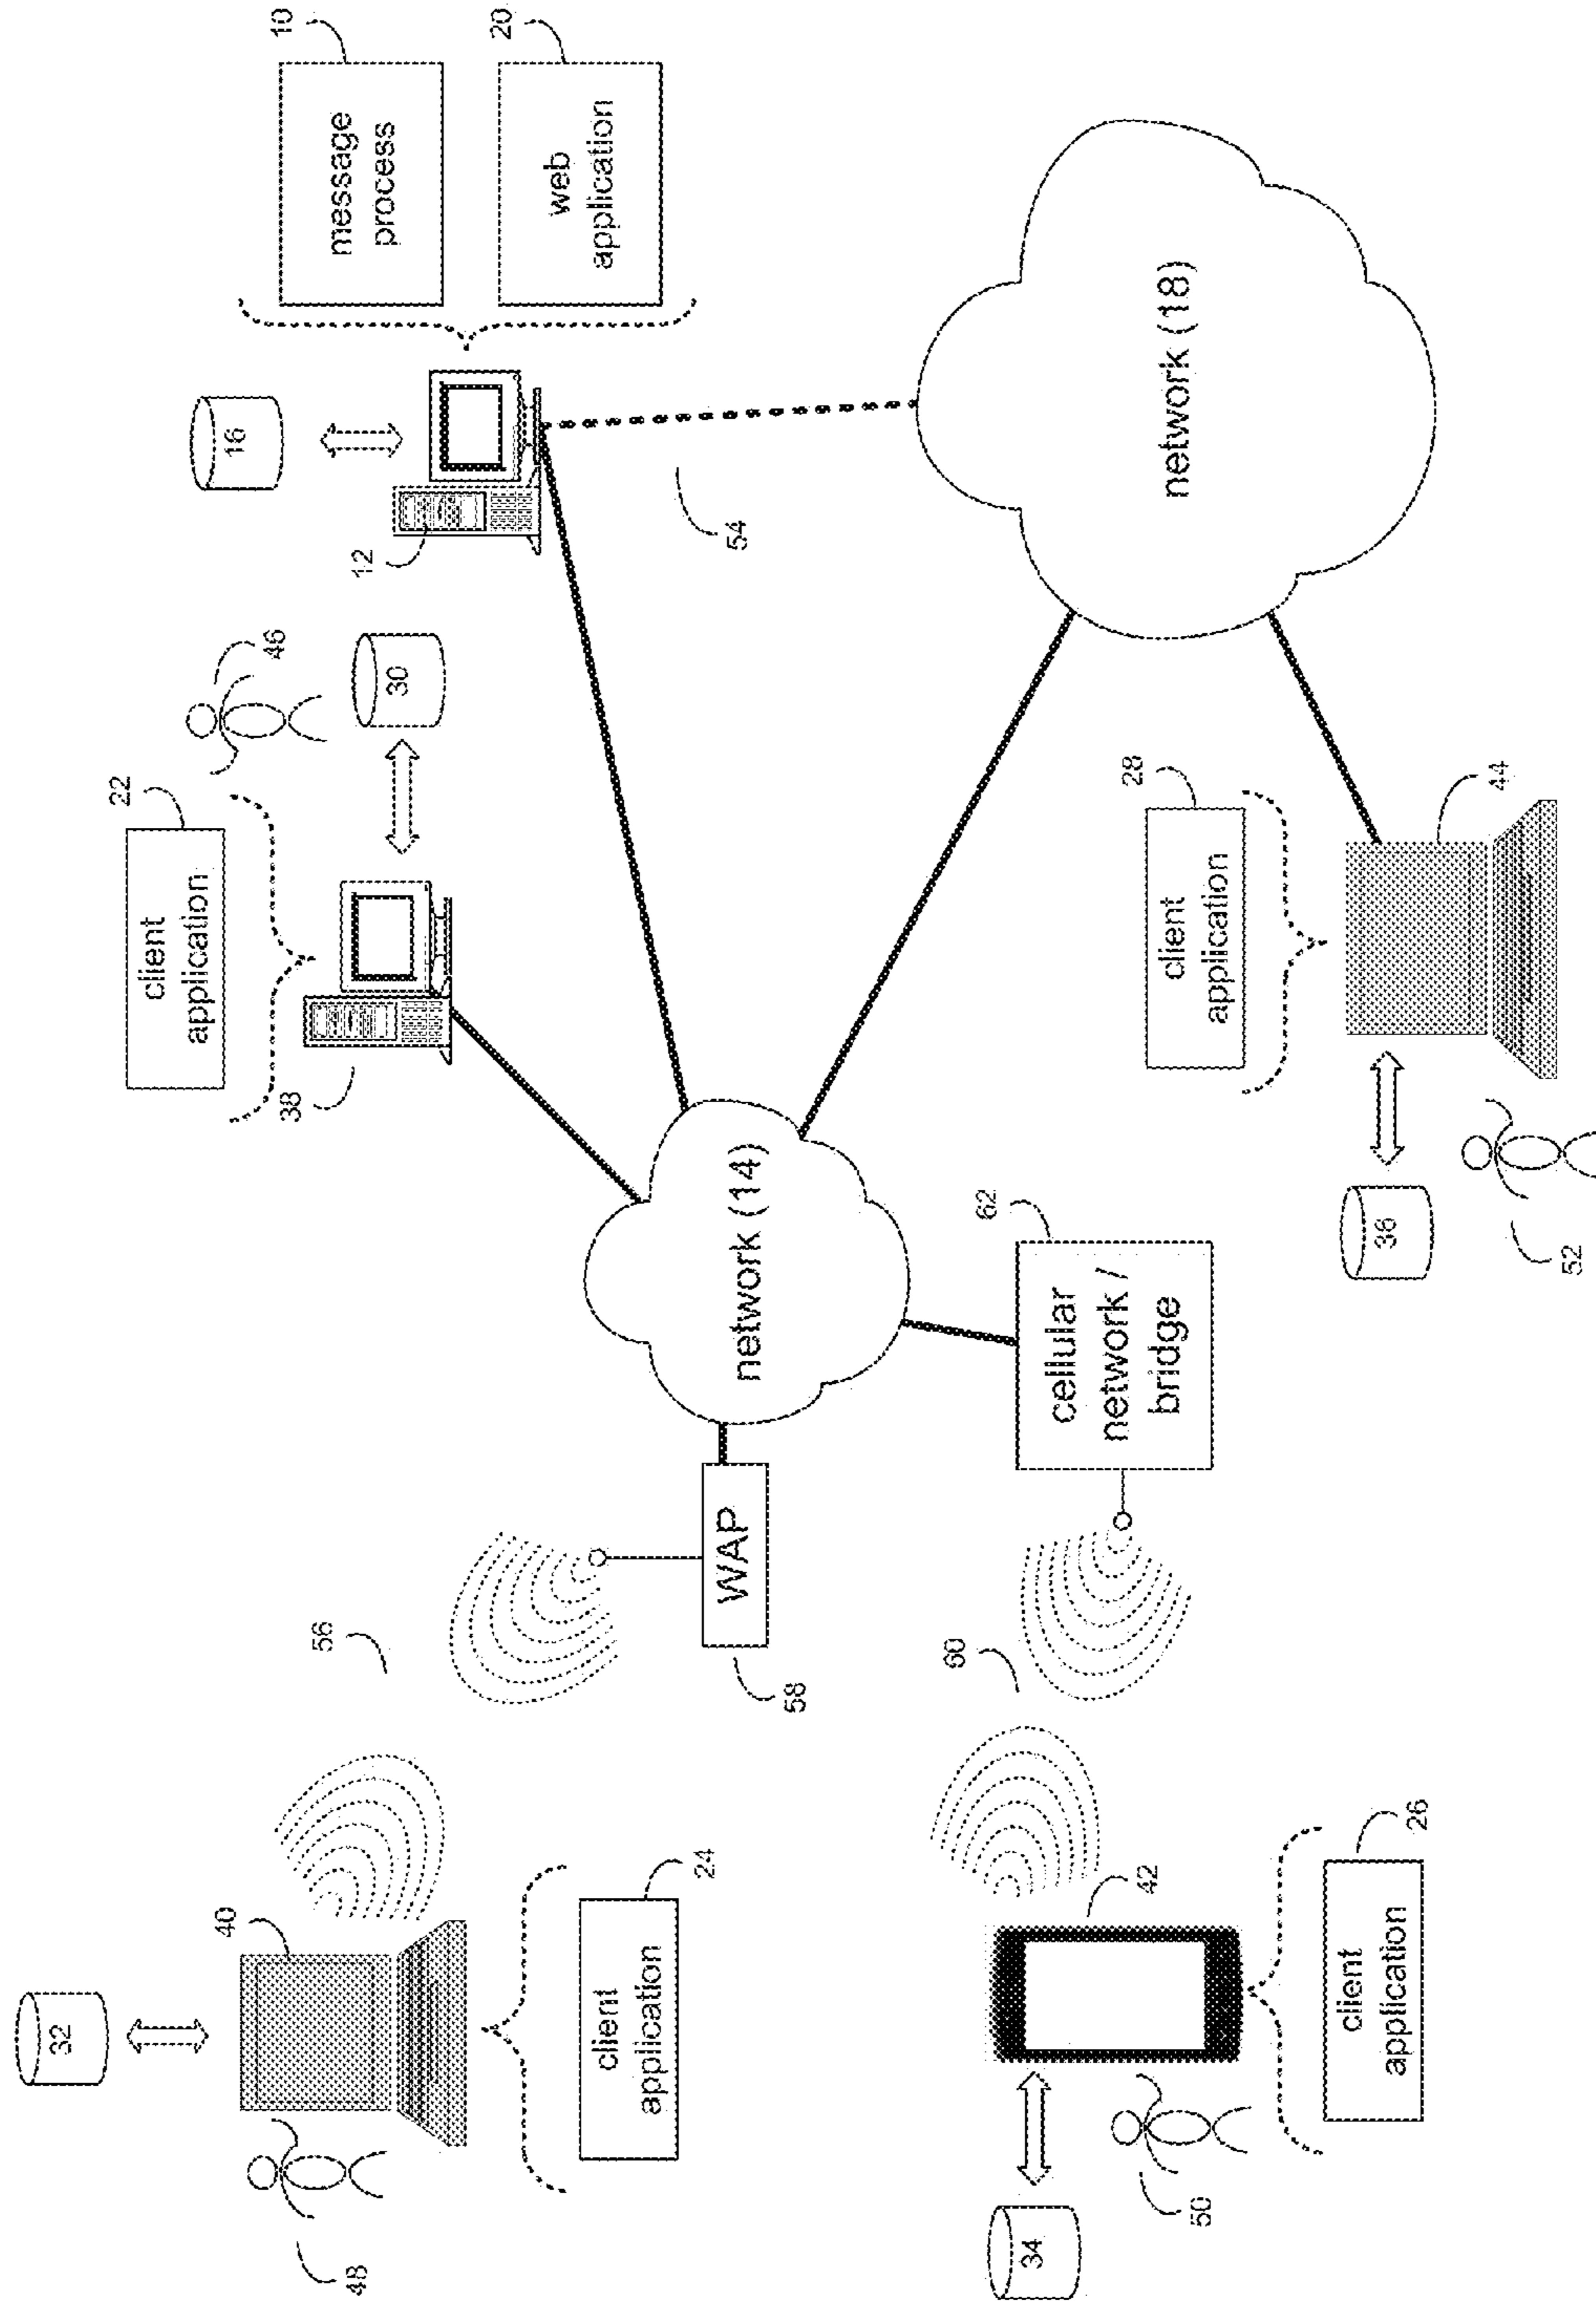 32
22
client
application
40
16
46
10
38
56
message
process
48
12
30
20
web
application
client
application
24
54
WAP
network (14)
58
60
62
34
cellular
network /
bridge
28
42
client
application
network (18)
50
client
application
36
26
44
52